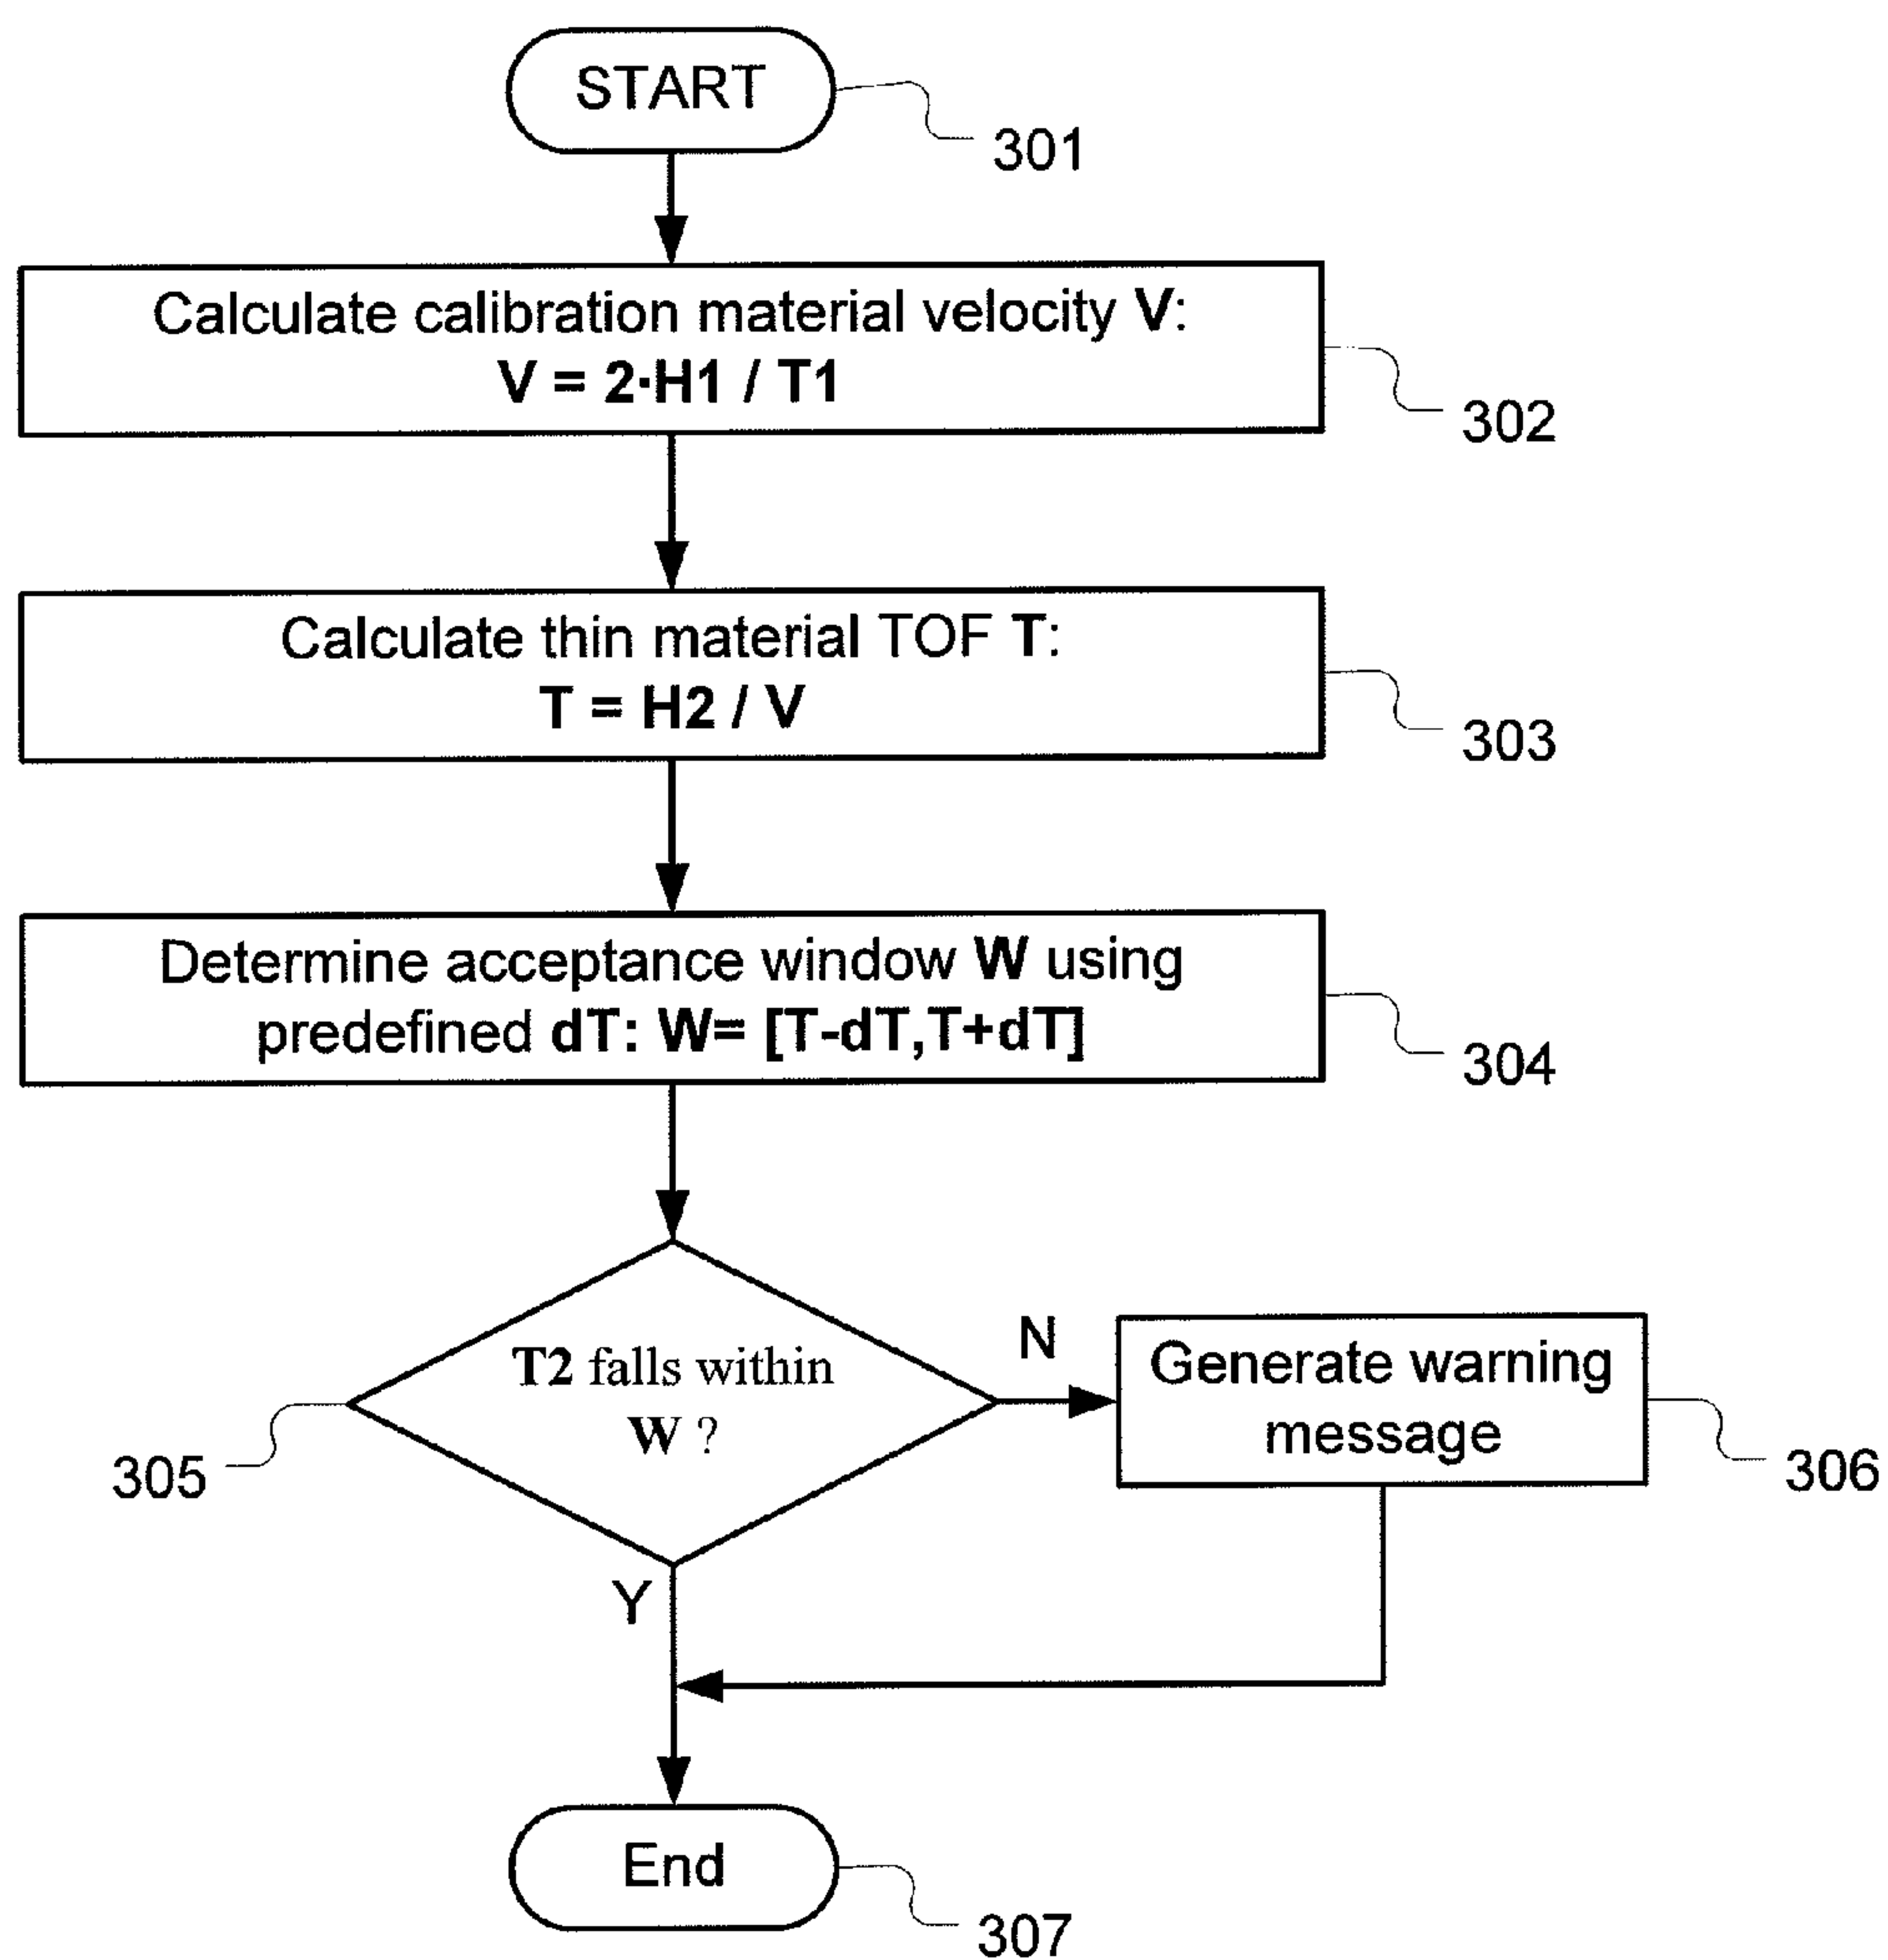 START
301
Calculate calibration material velocity V:
V = 2·H1 / T1
302
Calculate thin material TOF T:
T = H2 / V
303
Determine acceptance window W using
predefined dT: W= [T-dT,T+dT]
304
T2 falls within
W ?
305
N
Generate warning
message
306
Y
End
307